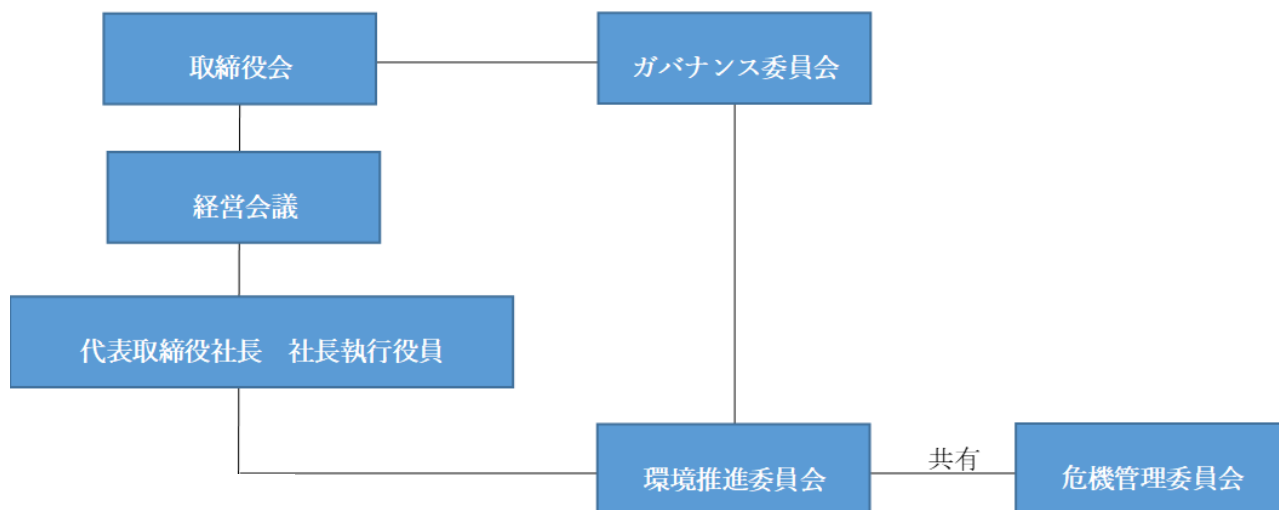 取締役会
ガバナンス委員会
経営会議
代表取締役社長　社長執行役員
環境推進委員会
共有
危機管理委員会